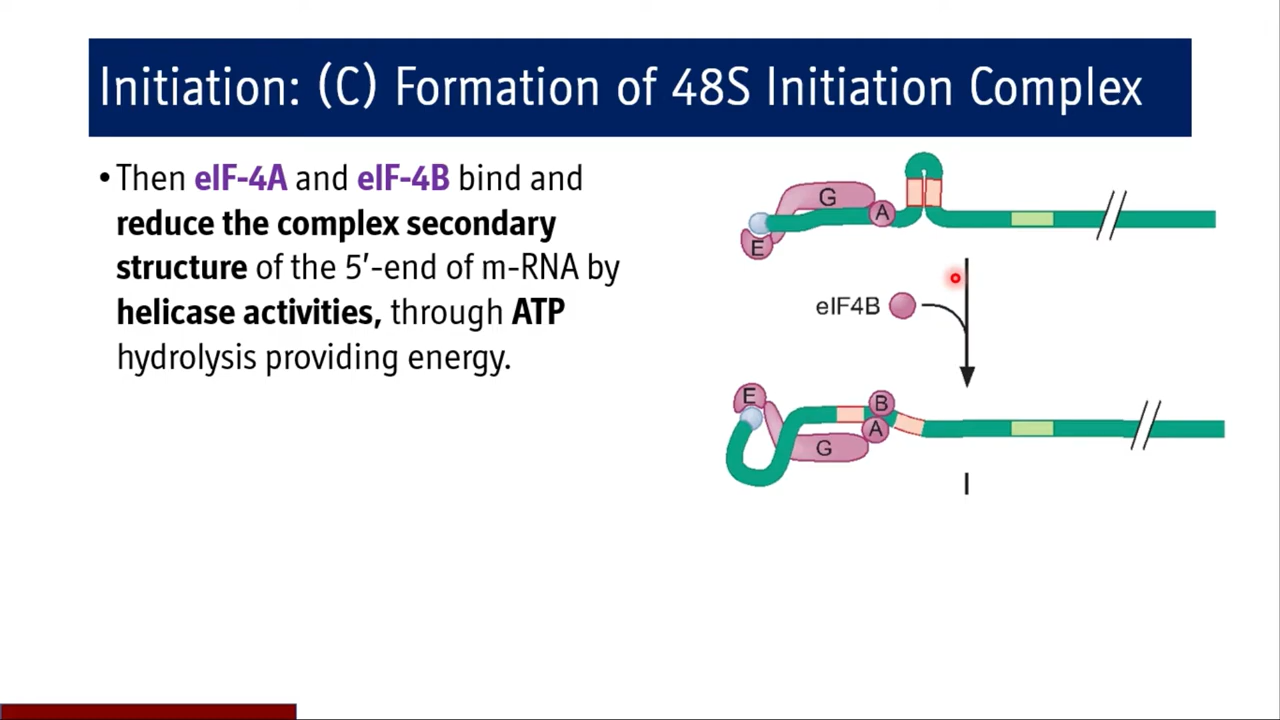 Initiation: (C) Formation of 48S Initiation Complex
•Then eIF-4A and eIF-4B bind and
reduce the complex secondary
structure of the 5′-end of m-RNA by
helicase activities, through ATP
hydrolysis providing energy.
G
A
E
eIF4B
E
B
A
G